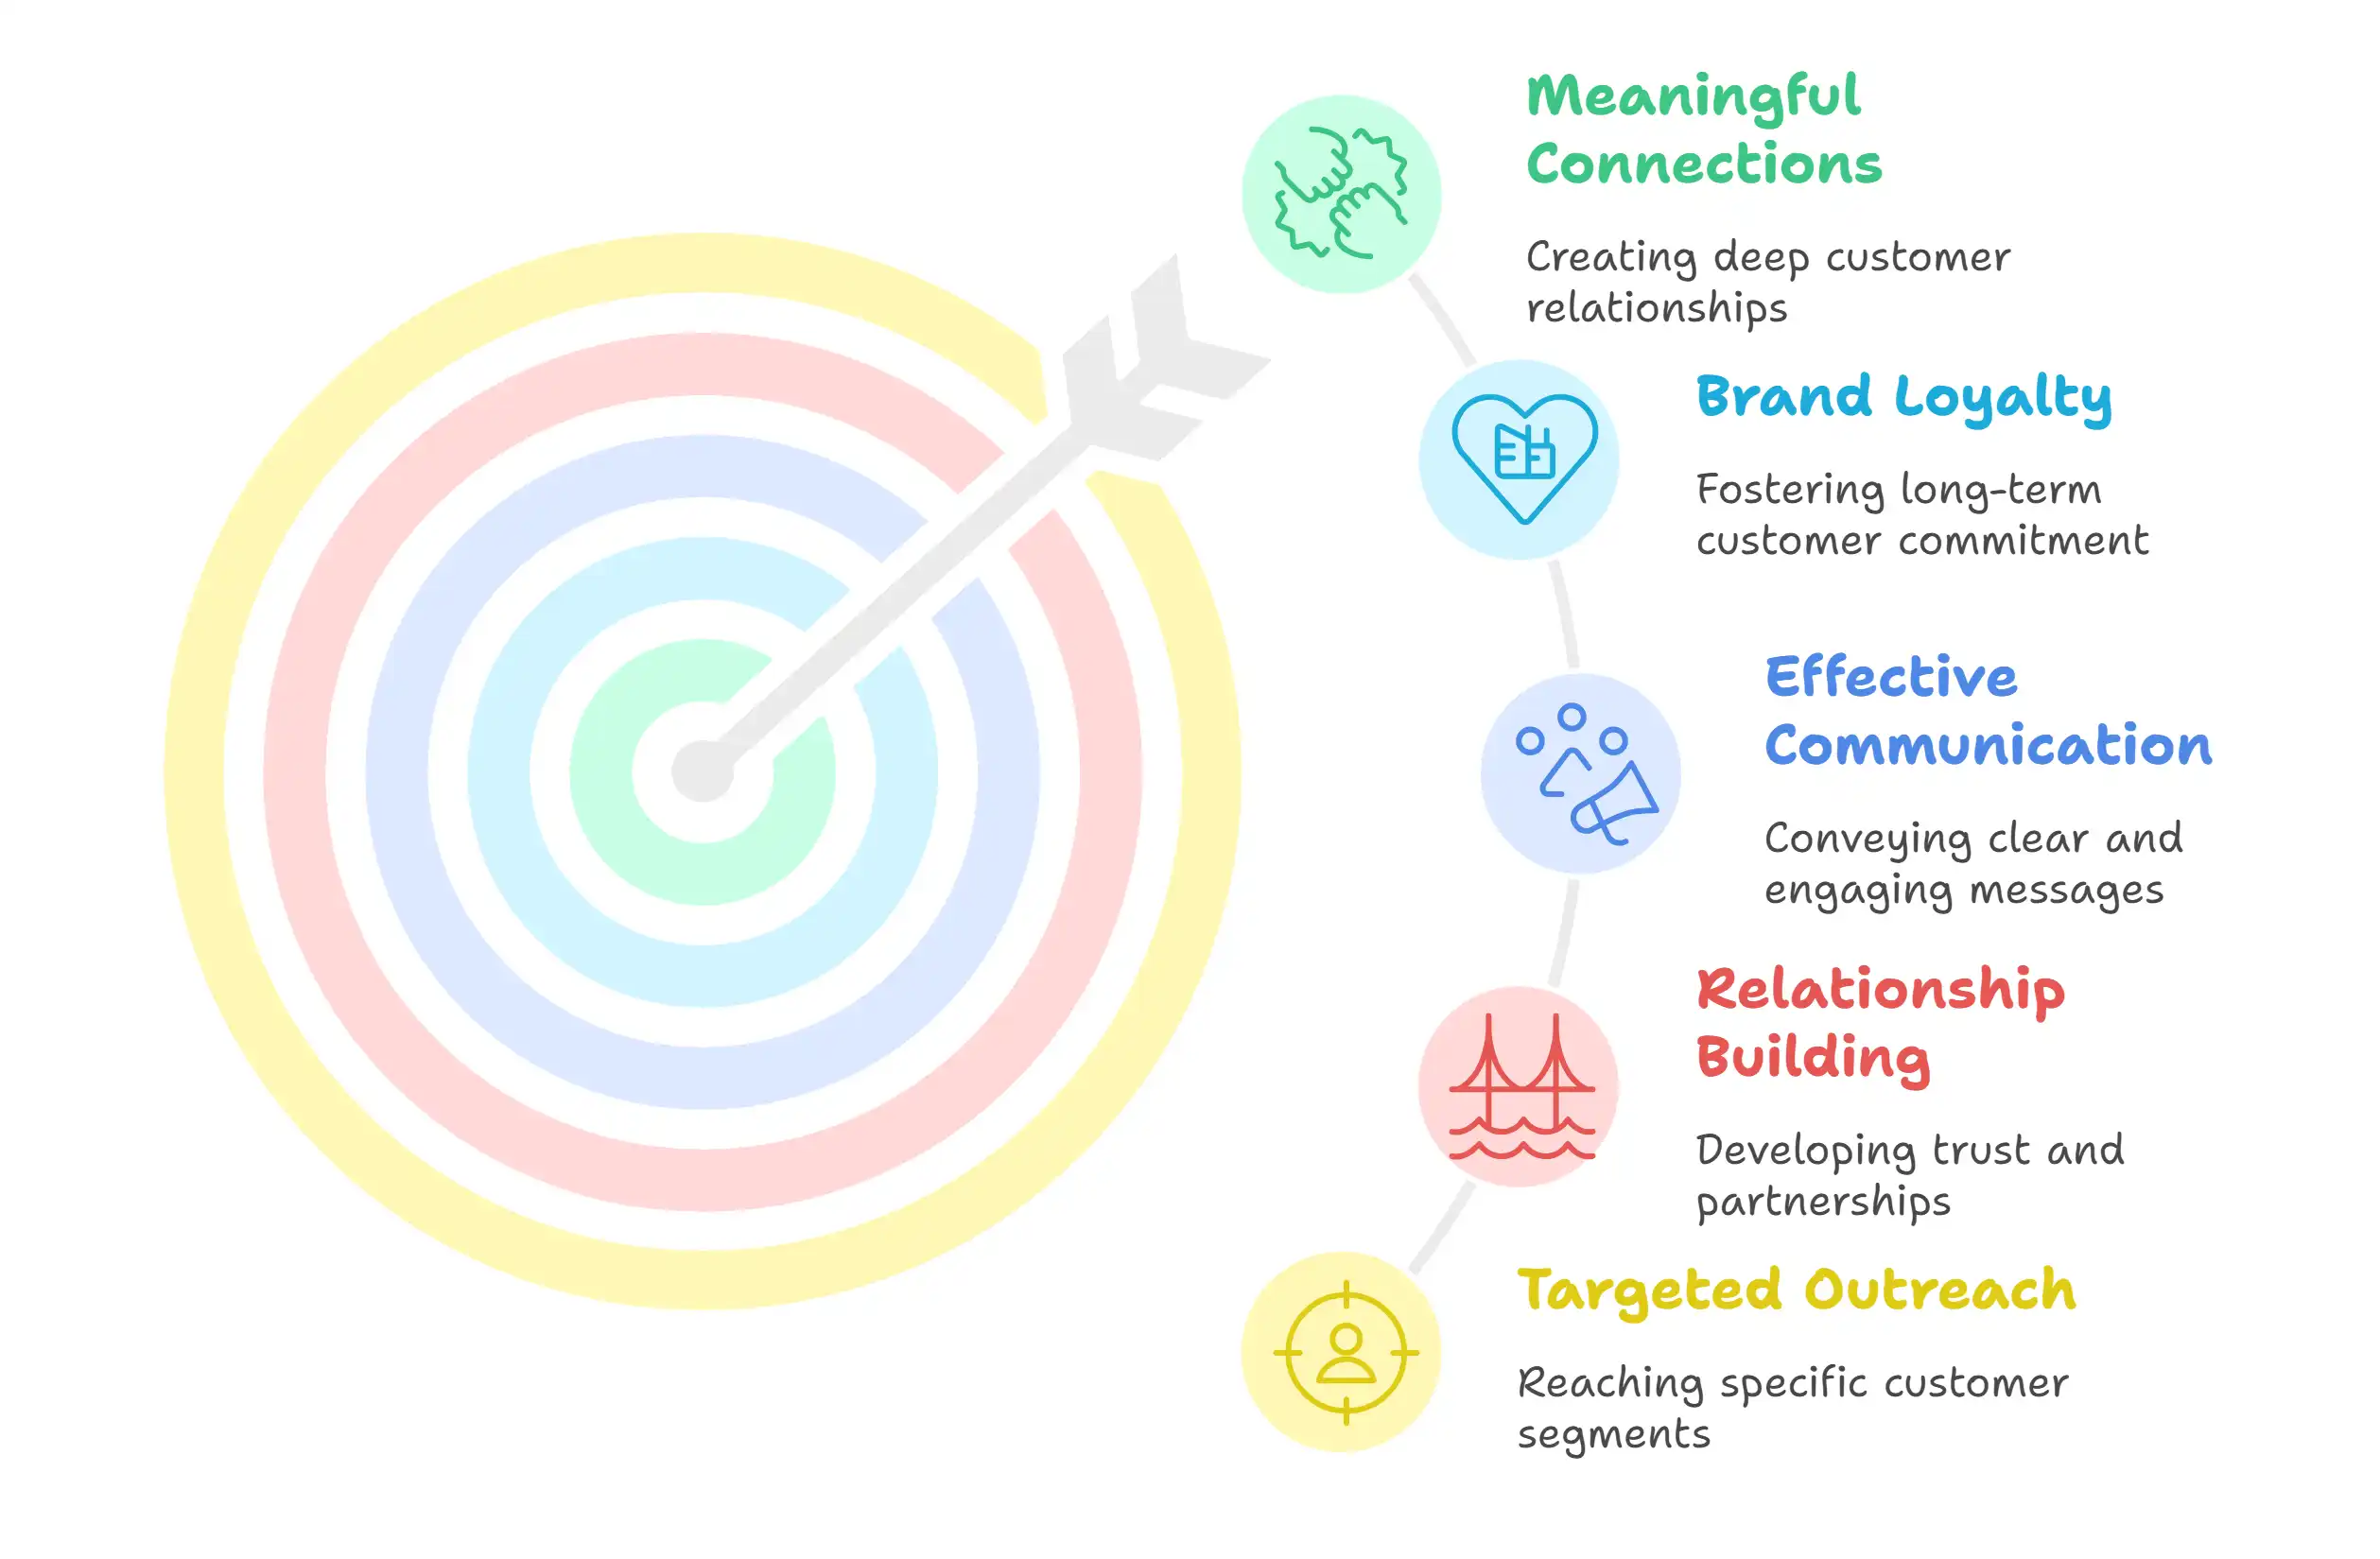 Meaningful
Connections
Creating deep customer
relationships
Brand Loyalty
Fostering long-term
customer commitment
Effective
Communication
Conveying clear and
engaging messages
Relationship
Building
Developing trust and
partnerships
Targeted Outreach
Reaching specific customer
segments